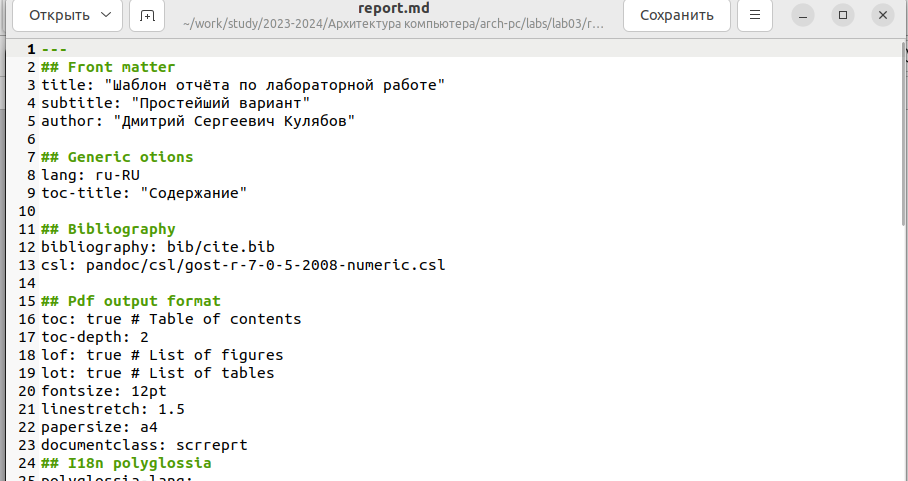 Открыть
report.md
~/work/study/2023-2024/Архитектура компьютера/arch-pc/labs/lab03/r…
Сохранить
1 ---
2 ## Front matter
3 title: "Шаблон отчёта по лабораторной работе"
4 subtitle: "Простейший вариант"
5 author: "Дмитрий Сергеевич Кулябов"
6
7 ## Generic otions
8 lang: ru-RU
9 toc-title: "Содержание"
10
11 ## Bibliography
12 bibliography: bib/cite.bib
13 csl: pandoc/csl/gost-r-7-0-5-2008-numeric.csl
14
15 ## Pdf output format
16 toc: true # Table of contents
17 toc-depth: 2
18 lof: true # List of figures
19 lot: true # List of tables
20 fontsize: 12pt
21 linestretch: 1.5
22 papersize: a4
23 documentclass: scrreprt
24 ## I18n polyglossia
25 polyglossia-lang: